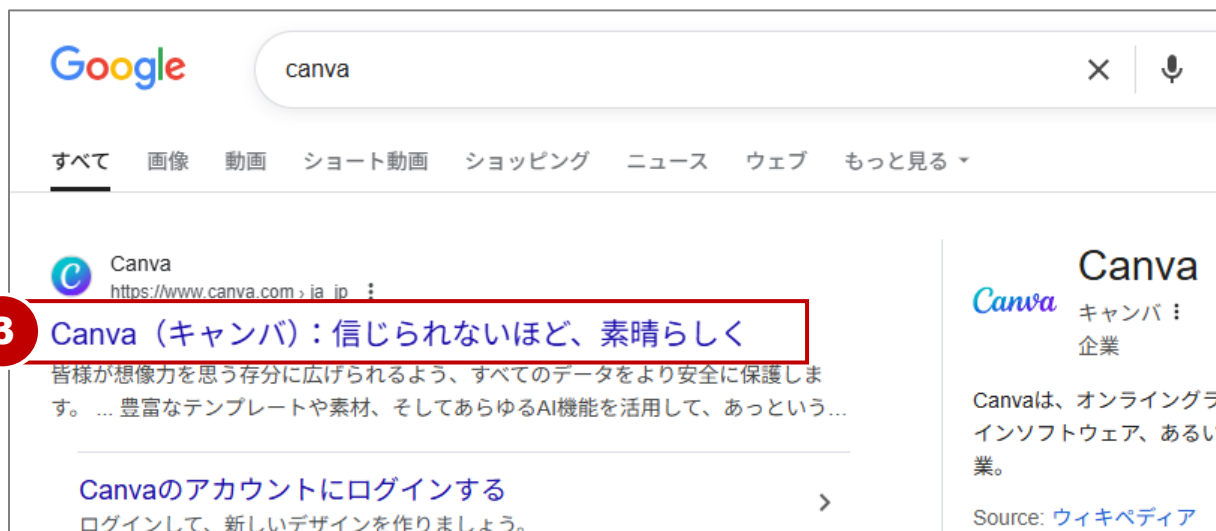 Google
canva
すべて 画像 動画 ショート動画 ショッピング ニュース ウェブ もっと見る
Canva
https://www.canva.com › ja_jp
3
Canva（キャンバ）：信じられないほど、素晴らしく
皆様が想像力を思う存分に広げられるよう、すべてのデータをより安全に保護しま
す。 ... 豊富なテンプレートや素材、そしてあらゆるAI機能を活用して、あっという...
Canvaのアカウントにログインする
ログインして、新しいデザインを作りましょう。
Canva
Canva
キャンバ
企業
Canvaは、オンライングラ
インソフトウェア、あるい
業。
Source: ウィキペディア